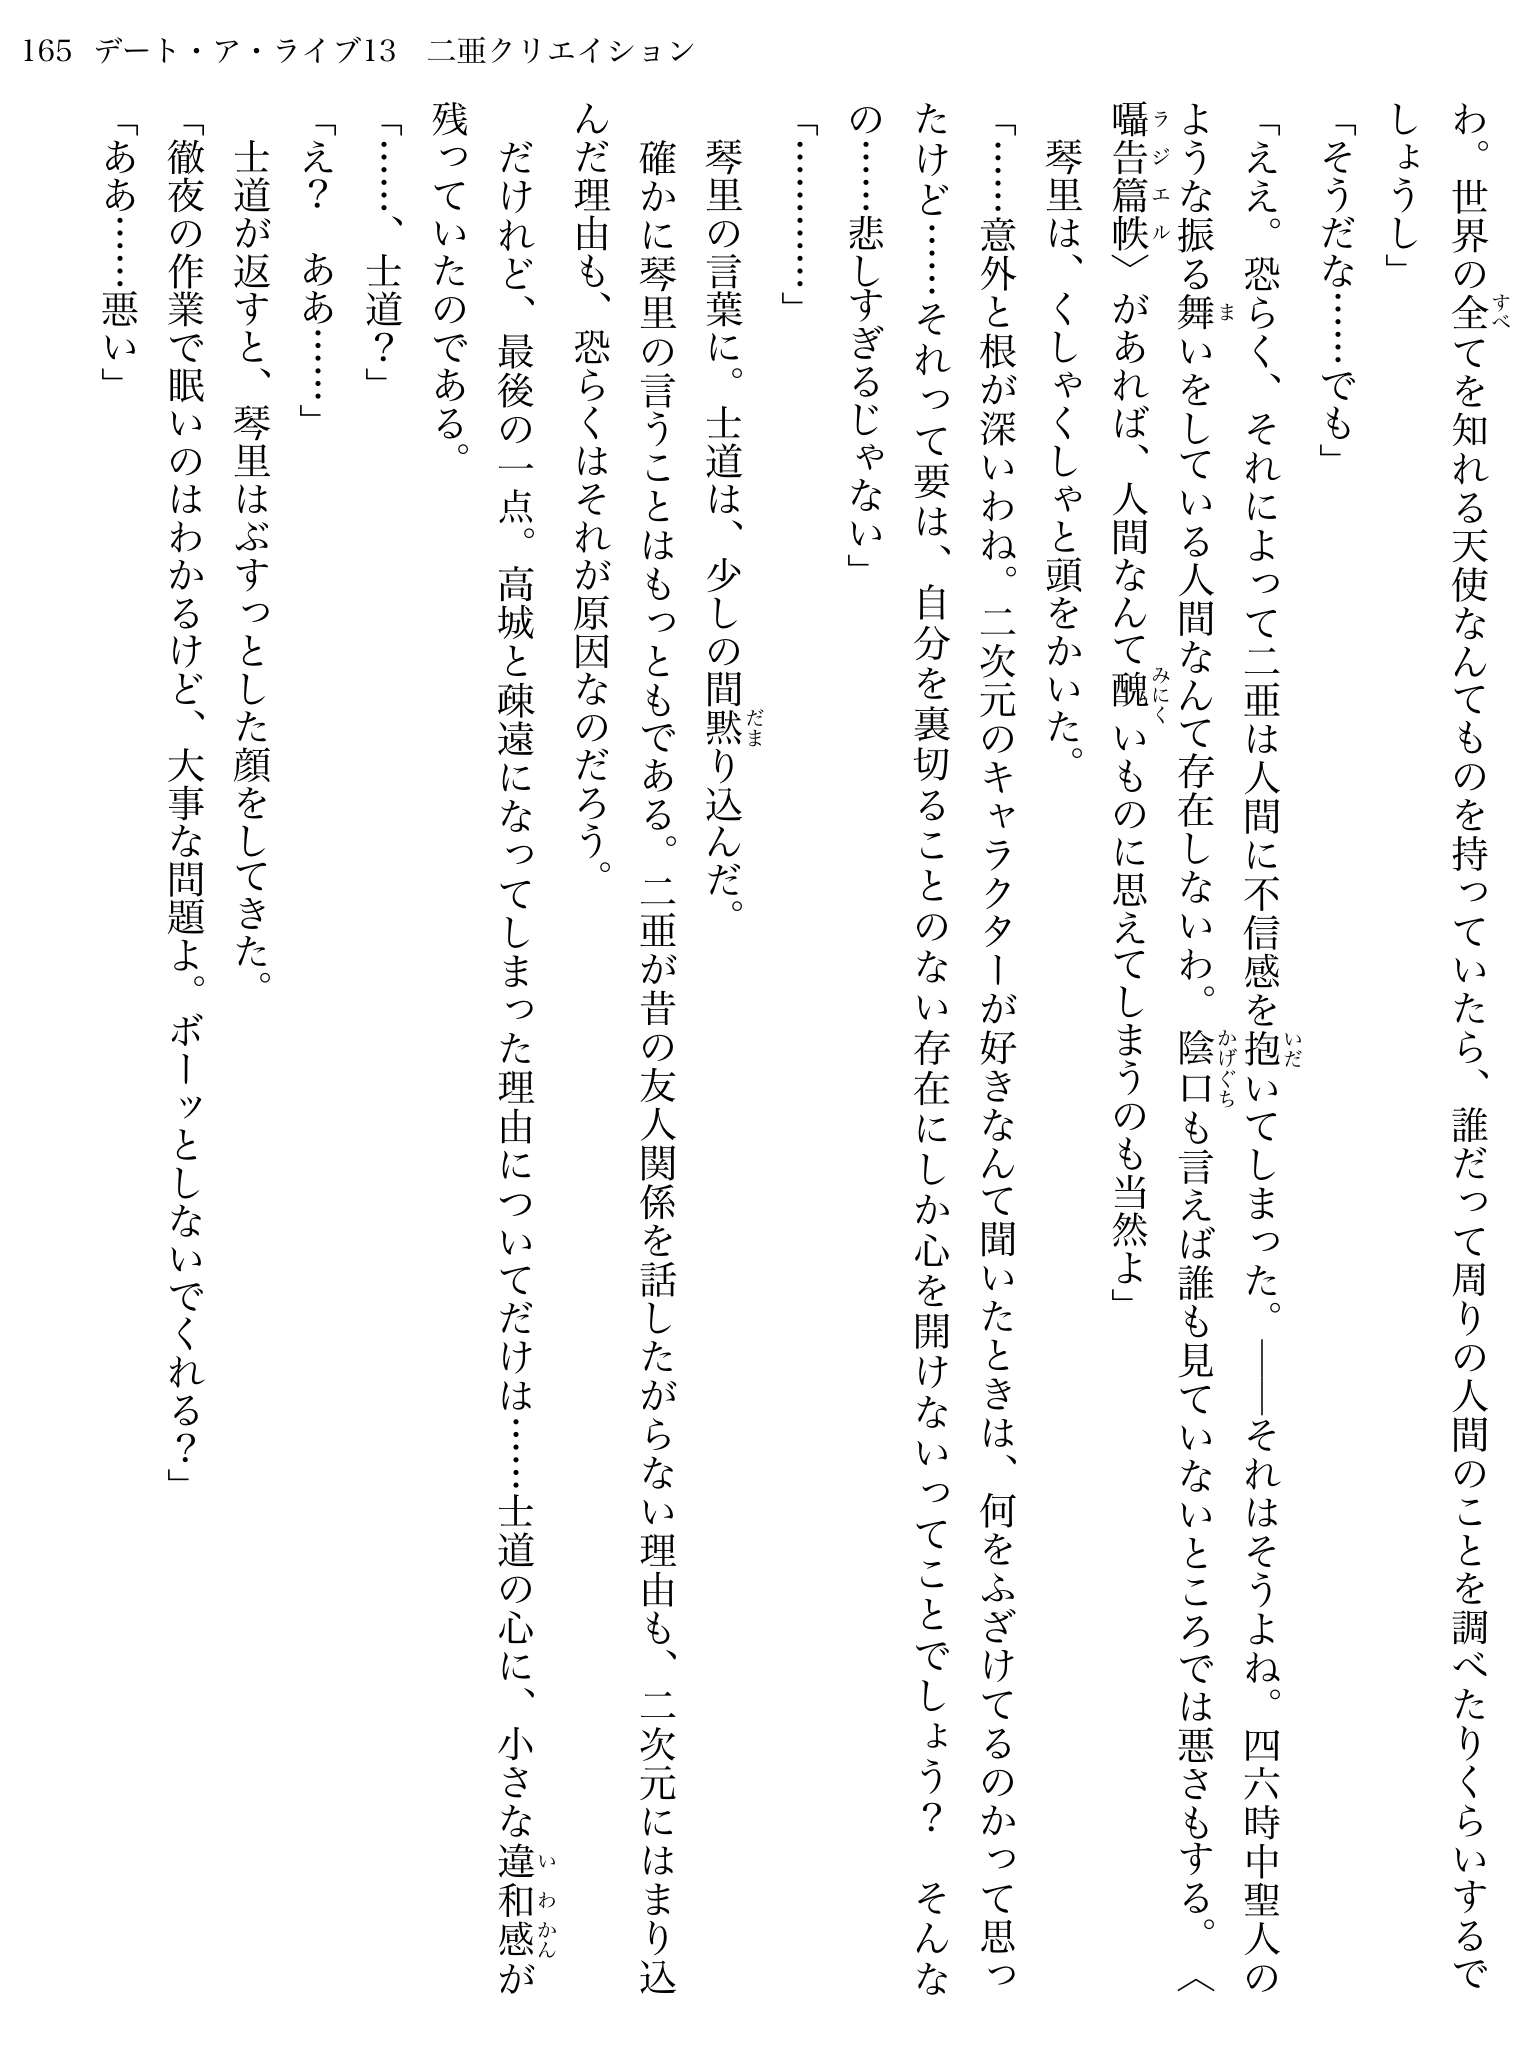 165 デート・ア・ライブ13　二亜クリエイション
わ。世界の全てを知れる天使なんてものを持っていたら、誰だって周りの人間のことを調べたりくらいするで
しょうし」
「そうだな……でも」
「ええ。恐らく、それによって二亜は人間に不信感を抱いてしまった。――それはそうよね。四六時中聖人の
ような振る舞いをしている人間なんて存在しないわ。陰口も言えば誰も見ていないところでは悪さもする。〈
囁告篇帙〉があれば、人間なんて醜いものに思えてしまうのも当然よ」
　琴里は、くしゃくしゃと頭をかいた。
「……意外と根が深いわね。二次元のキャラクターが好きなんて聞いたときは、何をふざけてるのかって思っ
たけど……それって要は、自分を裏切ることのない存在にしか心を開けないってことでしょう？　そんな
の……悲しすぎるじゃない」
「…………」
　琴里の言葉に。士道は、少しの間黙り込んだ。
　確かに琴里の言うことはもっともである。二亜が昔の友人関係を話したがらない理由も、二次元にはまり込
んだ理由も、恐らくはそれが原因なのだろう。
　だけれど、最後の一点。高城と疎遠になってしまった理由についてだけは……士道の心に、小さな違和感が
残っていたのである。
「……、士道？」
「え？　ああ……」
　士道が返すと、琴里はぶすっとした顔をしてきた。
「徹夜の作業で眠いのはわかるけど、大事な問題よ。ボーッとしないでくれる？」
「ああ……悪い」